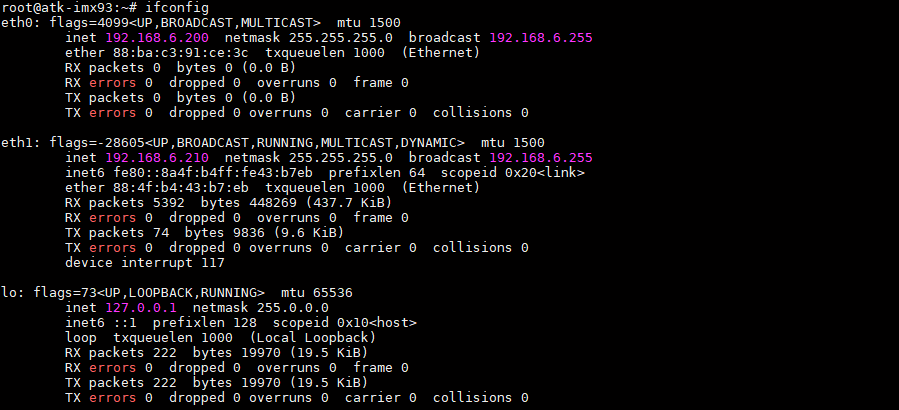 root@atk-imx93:~# ifconfig
eth0: flags=4099<UP,BROADCAST,MULTICAST>  mtu 1500
        inet 192.168.6.200  netmask 255.255.255.0  broadcast 192.168.6.255
        ether 88:ba:c3:91:ce:3c  txqueuelen 1000  (Ethernet)
        RX packets 0  bytes 0 (0.0 B)
        RX errors 0  dropped 0  overruns 0  frame 0
        TX packets 0  bytes 0 (0.0 B)
        TX errors 0  dropped 0 overruns 0  carrier 0  collisions 0

eth1: flags=-28605<UP,BROADCAST,RUNNING,MULTICAST,DYNAMIC>  mtu 1500
        inet 192.168.6.210  netmask 255.255.255.0  broadcast 192.168.6.255
        inet6 fe80::8a4f:b4ff:fe43:b7eb  prefixlen 64  scopeid 0x20<link>
        ether 88:4f:b4:43:b7:eb  txqueuelen 1000  (Ethernet)
        RX packets 5392  bytes 448269 (437.7 KiB)
        RX errors 0  dropped 0  overruns 0  frame 0
        TX packets 74  bytes 9836 (9.6 KiB)
        TX errors 0  dropped 0 overruns 0  carrier 0  collisions 0
        device interrupt 117

lo: flags=73<UP,LOOPBACK,RUNNING>  mtu 65536
        inet 127.0.0.1  netmask 255.0.0.0
        inet6 ::1  prefixlen 128  scopeid 0x10<host>
        loop  txqueuelen 1000  (Local Loopback)
        RX packets 222  bytes 19970 (19.5 KiB)
        RX errors 0  dropped 0  overruns 0  frame 0
        TX packets 222  bytes 19970 (19.5 KiB)
        TX errors 0  dropped 0 overruns 0  carrier 0  collisions 0